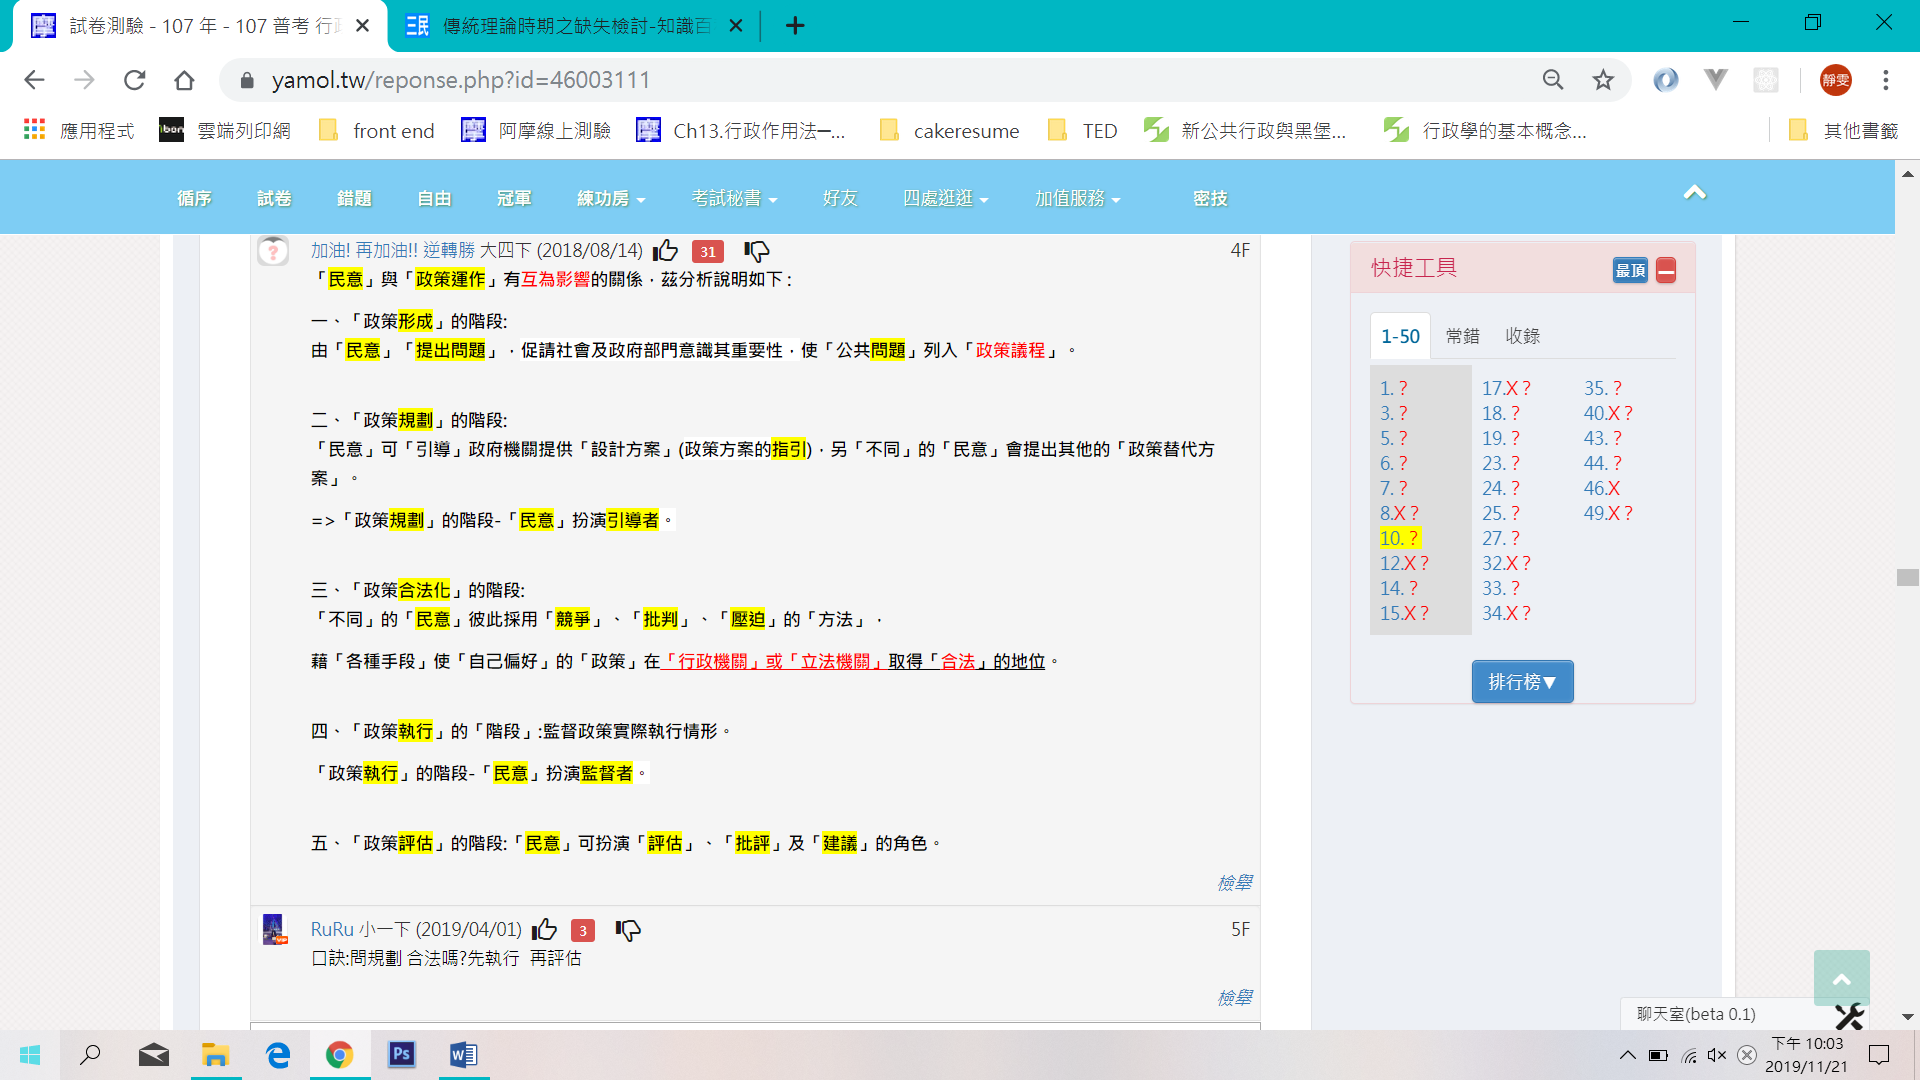 試卷測驗 - 107 年 - 107 普考 行
傳統理論時期之缺失檢討-知識百
yamol.tw/reponse.php?id=46003111
靜雯
應用程式
ibon
雲端列印網
front end
阿摩線上測驗
Ch13.行政作用法─...
cakeresume
TED
新公共行政與黑堡...
行政學的基本概念...
其他書籤
循序 試卷 錯題 自由 冠軍 練功房 考試秘書 好友 四處逛逛 加值服務 密技
加油! 再加油!! 逆轉勝 大四下 (2018/08/14) 31 4F
「民意」與「政策運作」有互為影響的關係，茲分析說明如下 :
一、「政策形成」的階段:
由「民意」「提出問題」，促請社會及政府部門意識其重要性，使「公共問題」列入「政策議程」。
二、「政策規劃」的階段:
「民意」可「引導」政府機關提供「設計方案」(政策方案的指引)，另「不同」的「民意」會提出其他的「政策替代方
案」。
=>「政策規劃」的階段-「民意」扮演引導者。
三、「政策合法化」的階段:
「不同」的「民意」彼此採用「競爭」、「批判」、「壓迫」的「方法」，
藉「各種手段」使「自己偏好」的「政策」在「行政機關」或「立法機關」取得「合法」的地位。
四、「政策執行」的「階段」:監督政策實際執行情形。
「政策執行」的階段-「民意」扮演監督者。
五、「政策評估」的階段:「民意」可扮演「評估」、「批評」及「建議」的角色。
檢舉
RuRu 小一下 (2019/04/01) 3 5F
口訣:問規劃 合法嗎?先執行 再評估
檢舉
快捷工具 最頂
1-50 常錯 收錄
1. ? 17.X ? 35. ?
3. ? 18. ? 40.X ?
5. ? 19. ? 43. ?
6. ? 23. ? 44. ?
7. ? 24. ? 46.X
8.X ? 25. ? 49.X ?
10. ? 27. ?
12.X ? 32.X ?
14. ? 33. ?
15.X ? 34.X ?
排行榜▼
聊天室(beta 0.1)
Ps
下午 10:03
2019/11/21